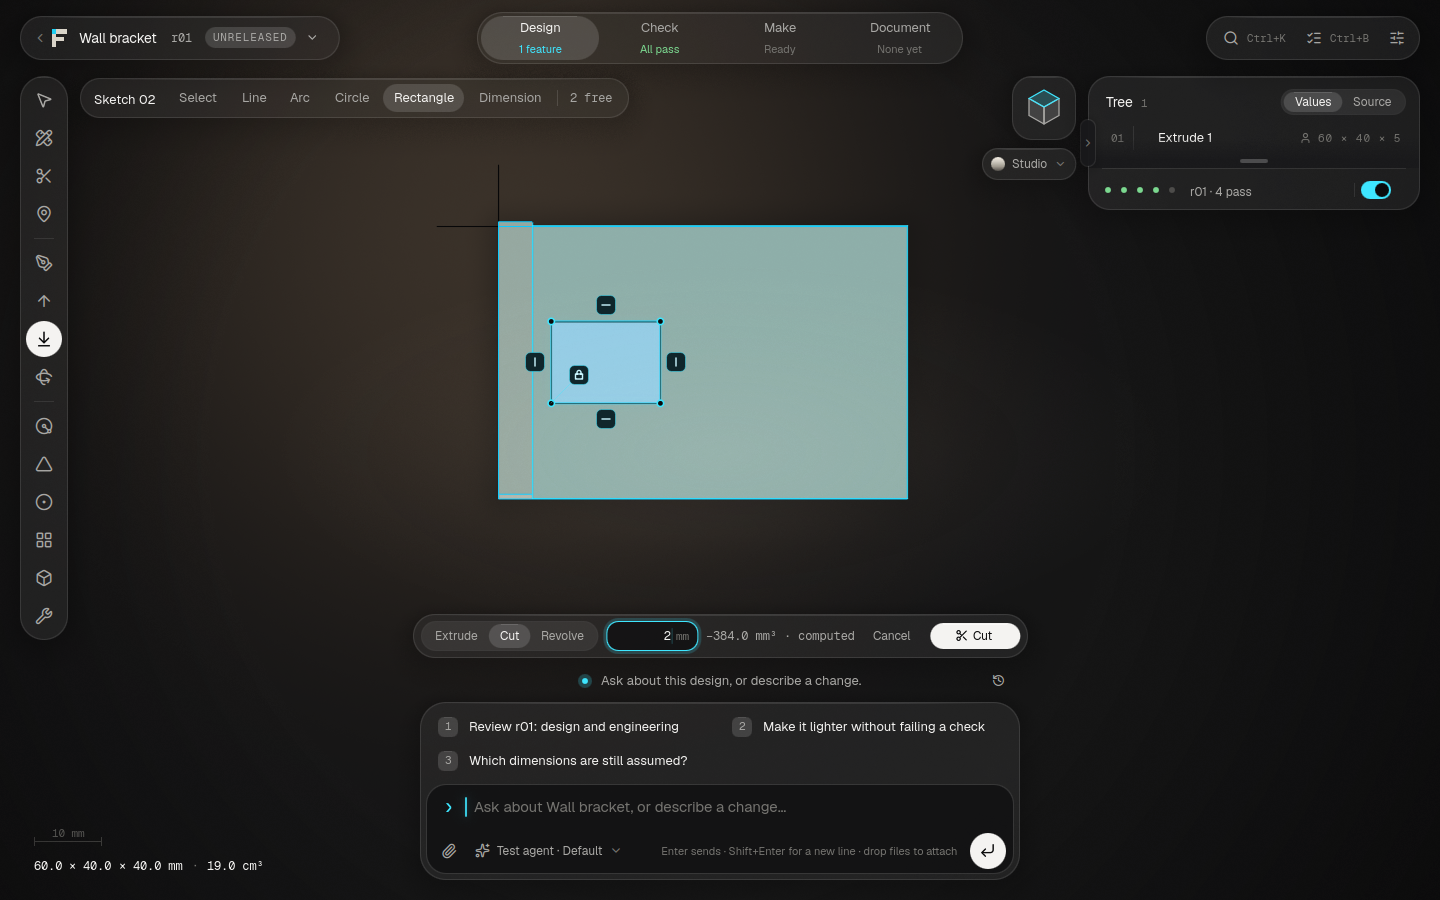 Wall bracket r01 UNRELEASED
Design
1 feature
Check
All pass
Make
Ready
Document
None yet
Ctrl+K Ctrl+B
Sketch 02 Select Line Arc Circle Rectangle Dimension 2 free
Studio
Tree 1 Values Source
01 Extrude 1 60 × 40 × 5
r01 · 4 pass
Extrude Cut Revolve 2 mm −384.0 mm³ · computed Cancel Cut
Ask about this design, or describe a change.
1 Review r01: design and engineering
2 Make it lighter without failing a check
3 Which dimensions are still assumed?
Ask about Wall bracket, or describe a change…
Test agent · Default
Enter sends · Shift+Enter for a new line · drop files to attach
10 mm
60.0 × 40.0 × 40.0 mm · 19.0 cm³